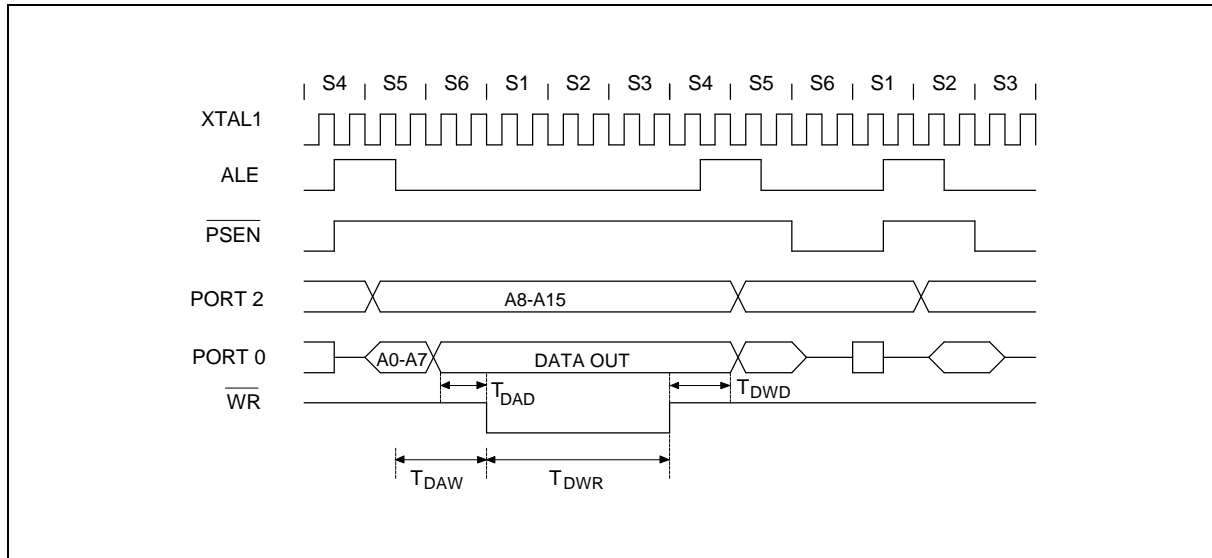 S4 S5 S6 S1 S2 S3 S4 S5 S6 S1 S2 S3
XTAL1
ALE
PSEN
PORT 2 A8-A15
PORT 0 A0-A7 DATA OUT
TDAD TDWD
WR
TDAW TDWR